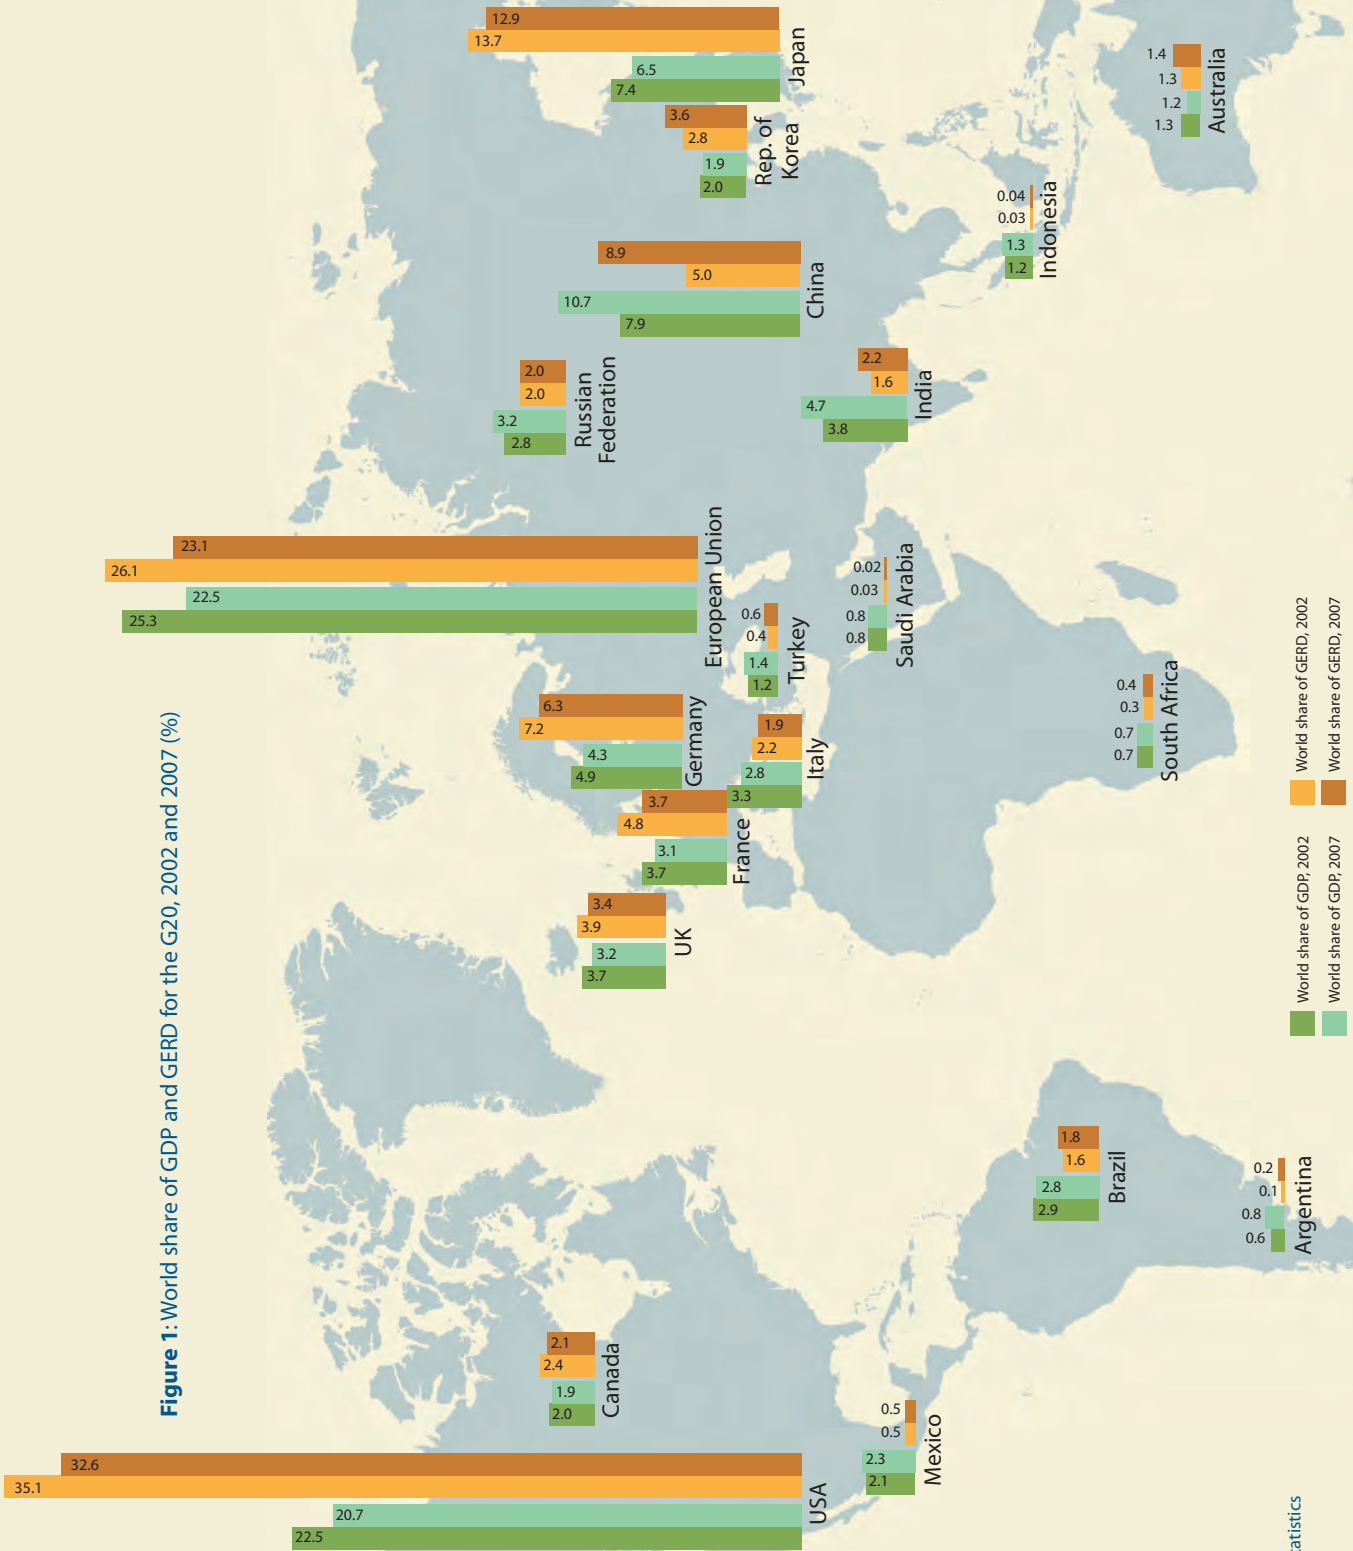 Figure 1: World share of GDP and GERD for the G20, 2002 and 2007 (%)
22.5
20.7
35.1
32.6
USA
2.0
1.9
2.4
2.1
Canada
2.1
2.3
0.5
0.5
Mexico
2.9
2.8
1.6
1.8
Brazil
0.6
0.8
0.1
0.2
Argentina
3.7
3.2
3.9
3.4
UK
3.7
3.1
4.8
3.7
France
4.9
4.3
7.2
6.3
Germany
3.3
2.8
2.2
1.9
Italy
1.2
1.4
0.4
0.6
Turkey
25.3
22.5
26.1
23.1
European Union
0.8
0.8
0.03
0.02
Saudi Arabia
0.7
0.7
0.3
0.4
South Africa
2.8
3.2
2.0
2.0
Russian
Federation
3.8
4.7
1.6
2.2
India
7.9
10.7
5.0
8.9
China
1.2
1.3
0.03
0.04
Indonesia
2.0
1.9
2.8
3.6
Rep. of
Korea
7.4
6.5
13.7
12.9
Japan
1.3
1.2
1.3
1.4
Australia
World share of GDP, 2002
World share of GDP, 2007
World share of GERD, 2002
World share of GERD, 2007
tatistics